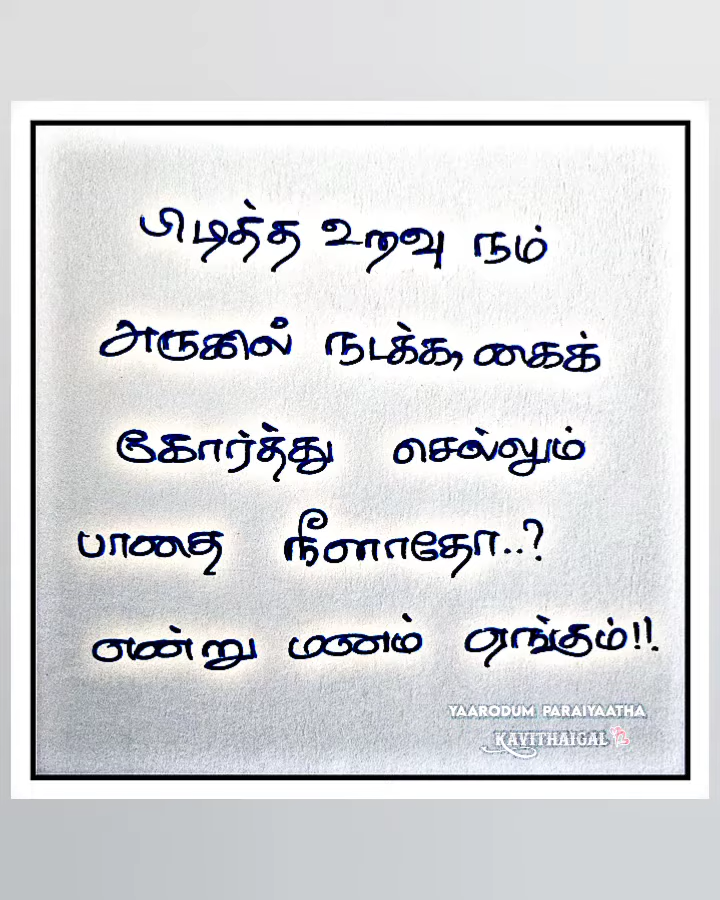 பிடித்த உறவு நம்
அருகில் நடக்க, கைக்
கோர்த்து செல்லும்
பாதை நீளாதோ..?
என்று மனம் ஏங்கும்!!.
YAARODUM PARAIYAATHA
KAVITHAIGAL